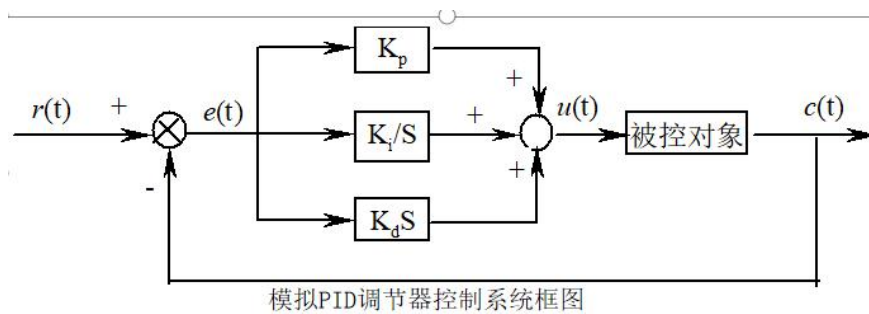 K_p
+
r(t) + e(t) K_i/S + u(t) 被控对象 c(t)
- +
K_dS
模拟PID调节器控制系统框图